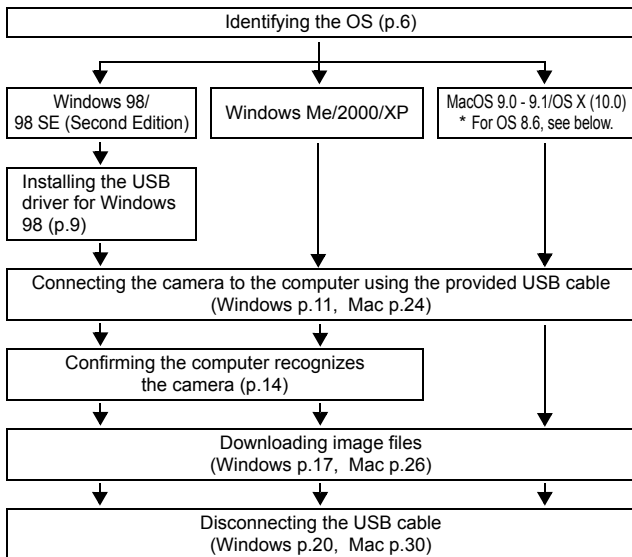 Identifying the OS (p.6)
Windows 98/
98 SE (Second Edition)
Windows Me/2000/XP
MacOS 9.0 - 9.1/OS X (10.0)
* For OS 8.6, see below.
Installing the USB
driver for Windows
98 (p.9)
Connecting the camera to the computer using the provided USB cable
(Windows p.11, Mac p.24)
Confirming the computer recognizes
the camera (p.14)
Downloading image files
(Windows p.17, Mac p.26)
Disconnecting the USB cable
(Windows p.20, Mac p.30)